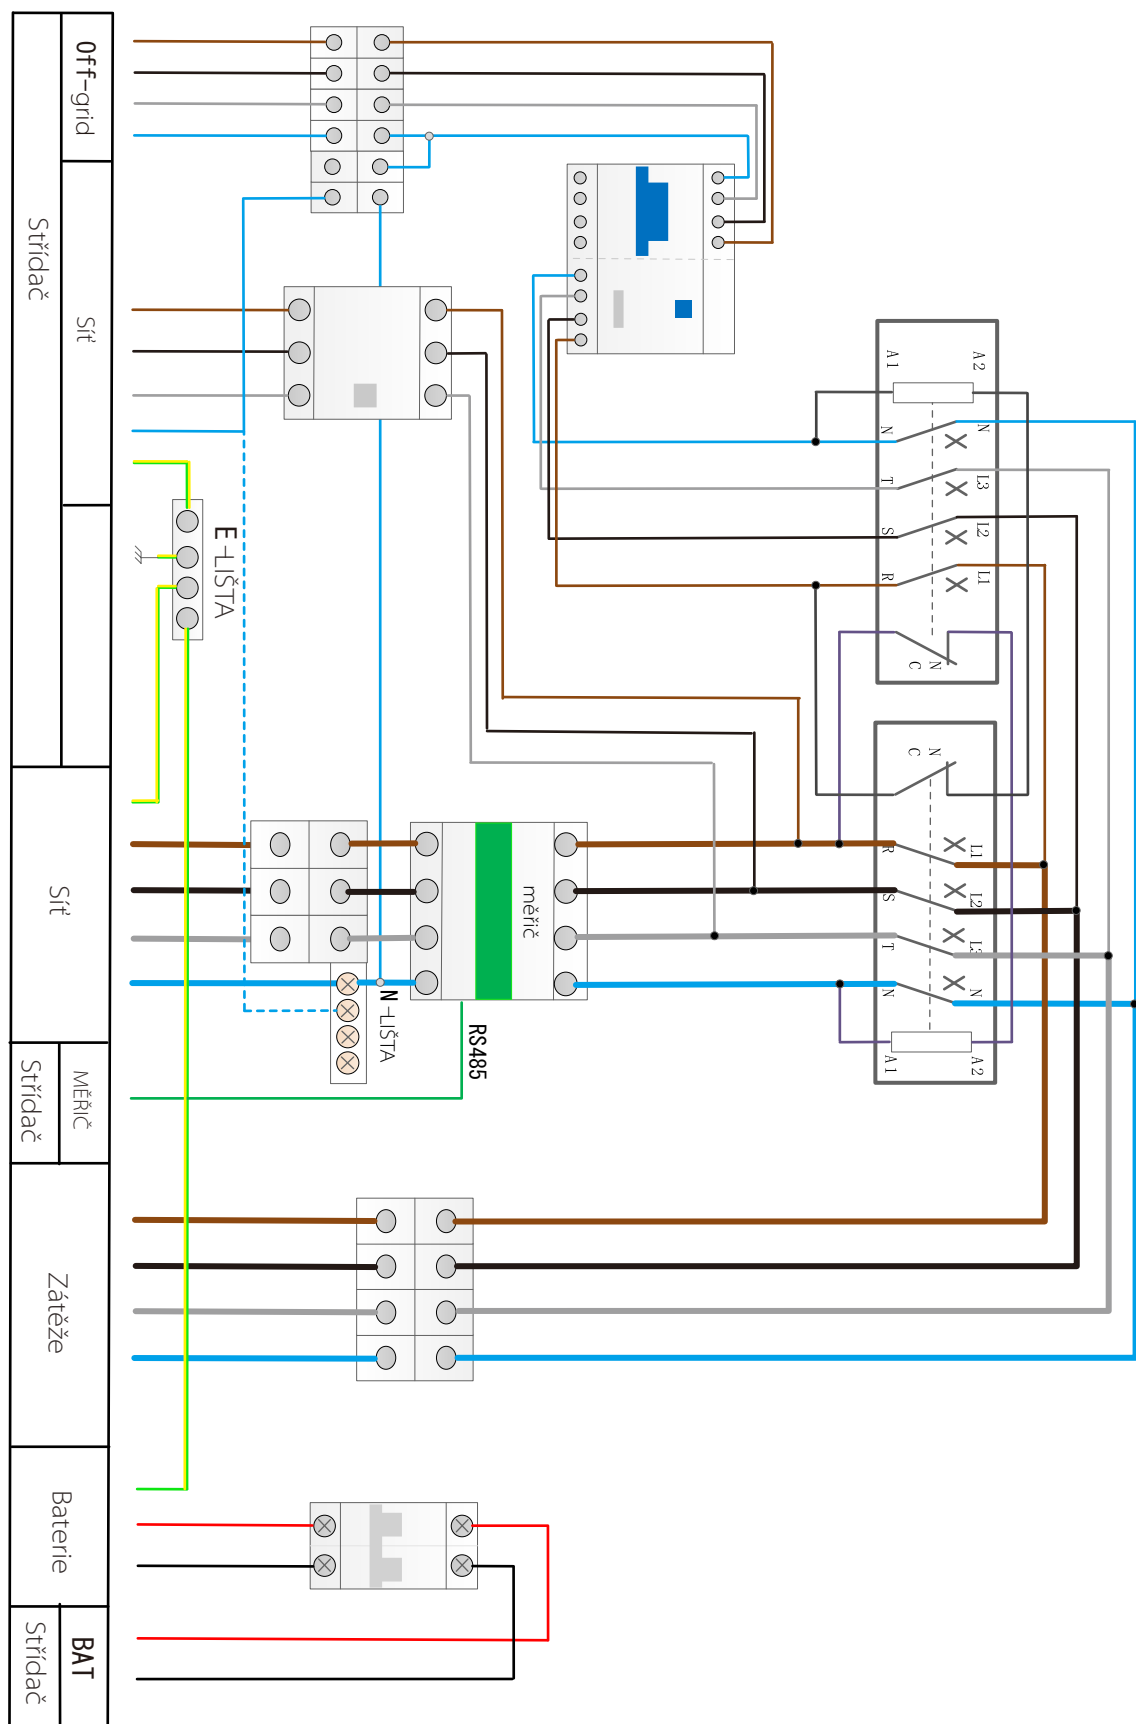 Off-grid
Síť
Střídač
Síť
MĚŘIČ
Střídač
Zátěže
Baterie
BAT
Střídač
E-LIŠTA
N-LIŠTA
RS485
měřič
A1
A2
N
N
T
L3
S
L2
R
L1
C
N
C
N
R
L1
S
L2
T
L3
N
N
A1
A2